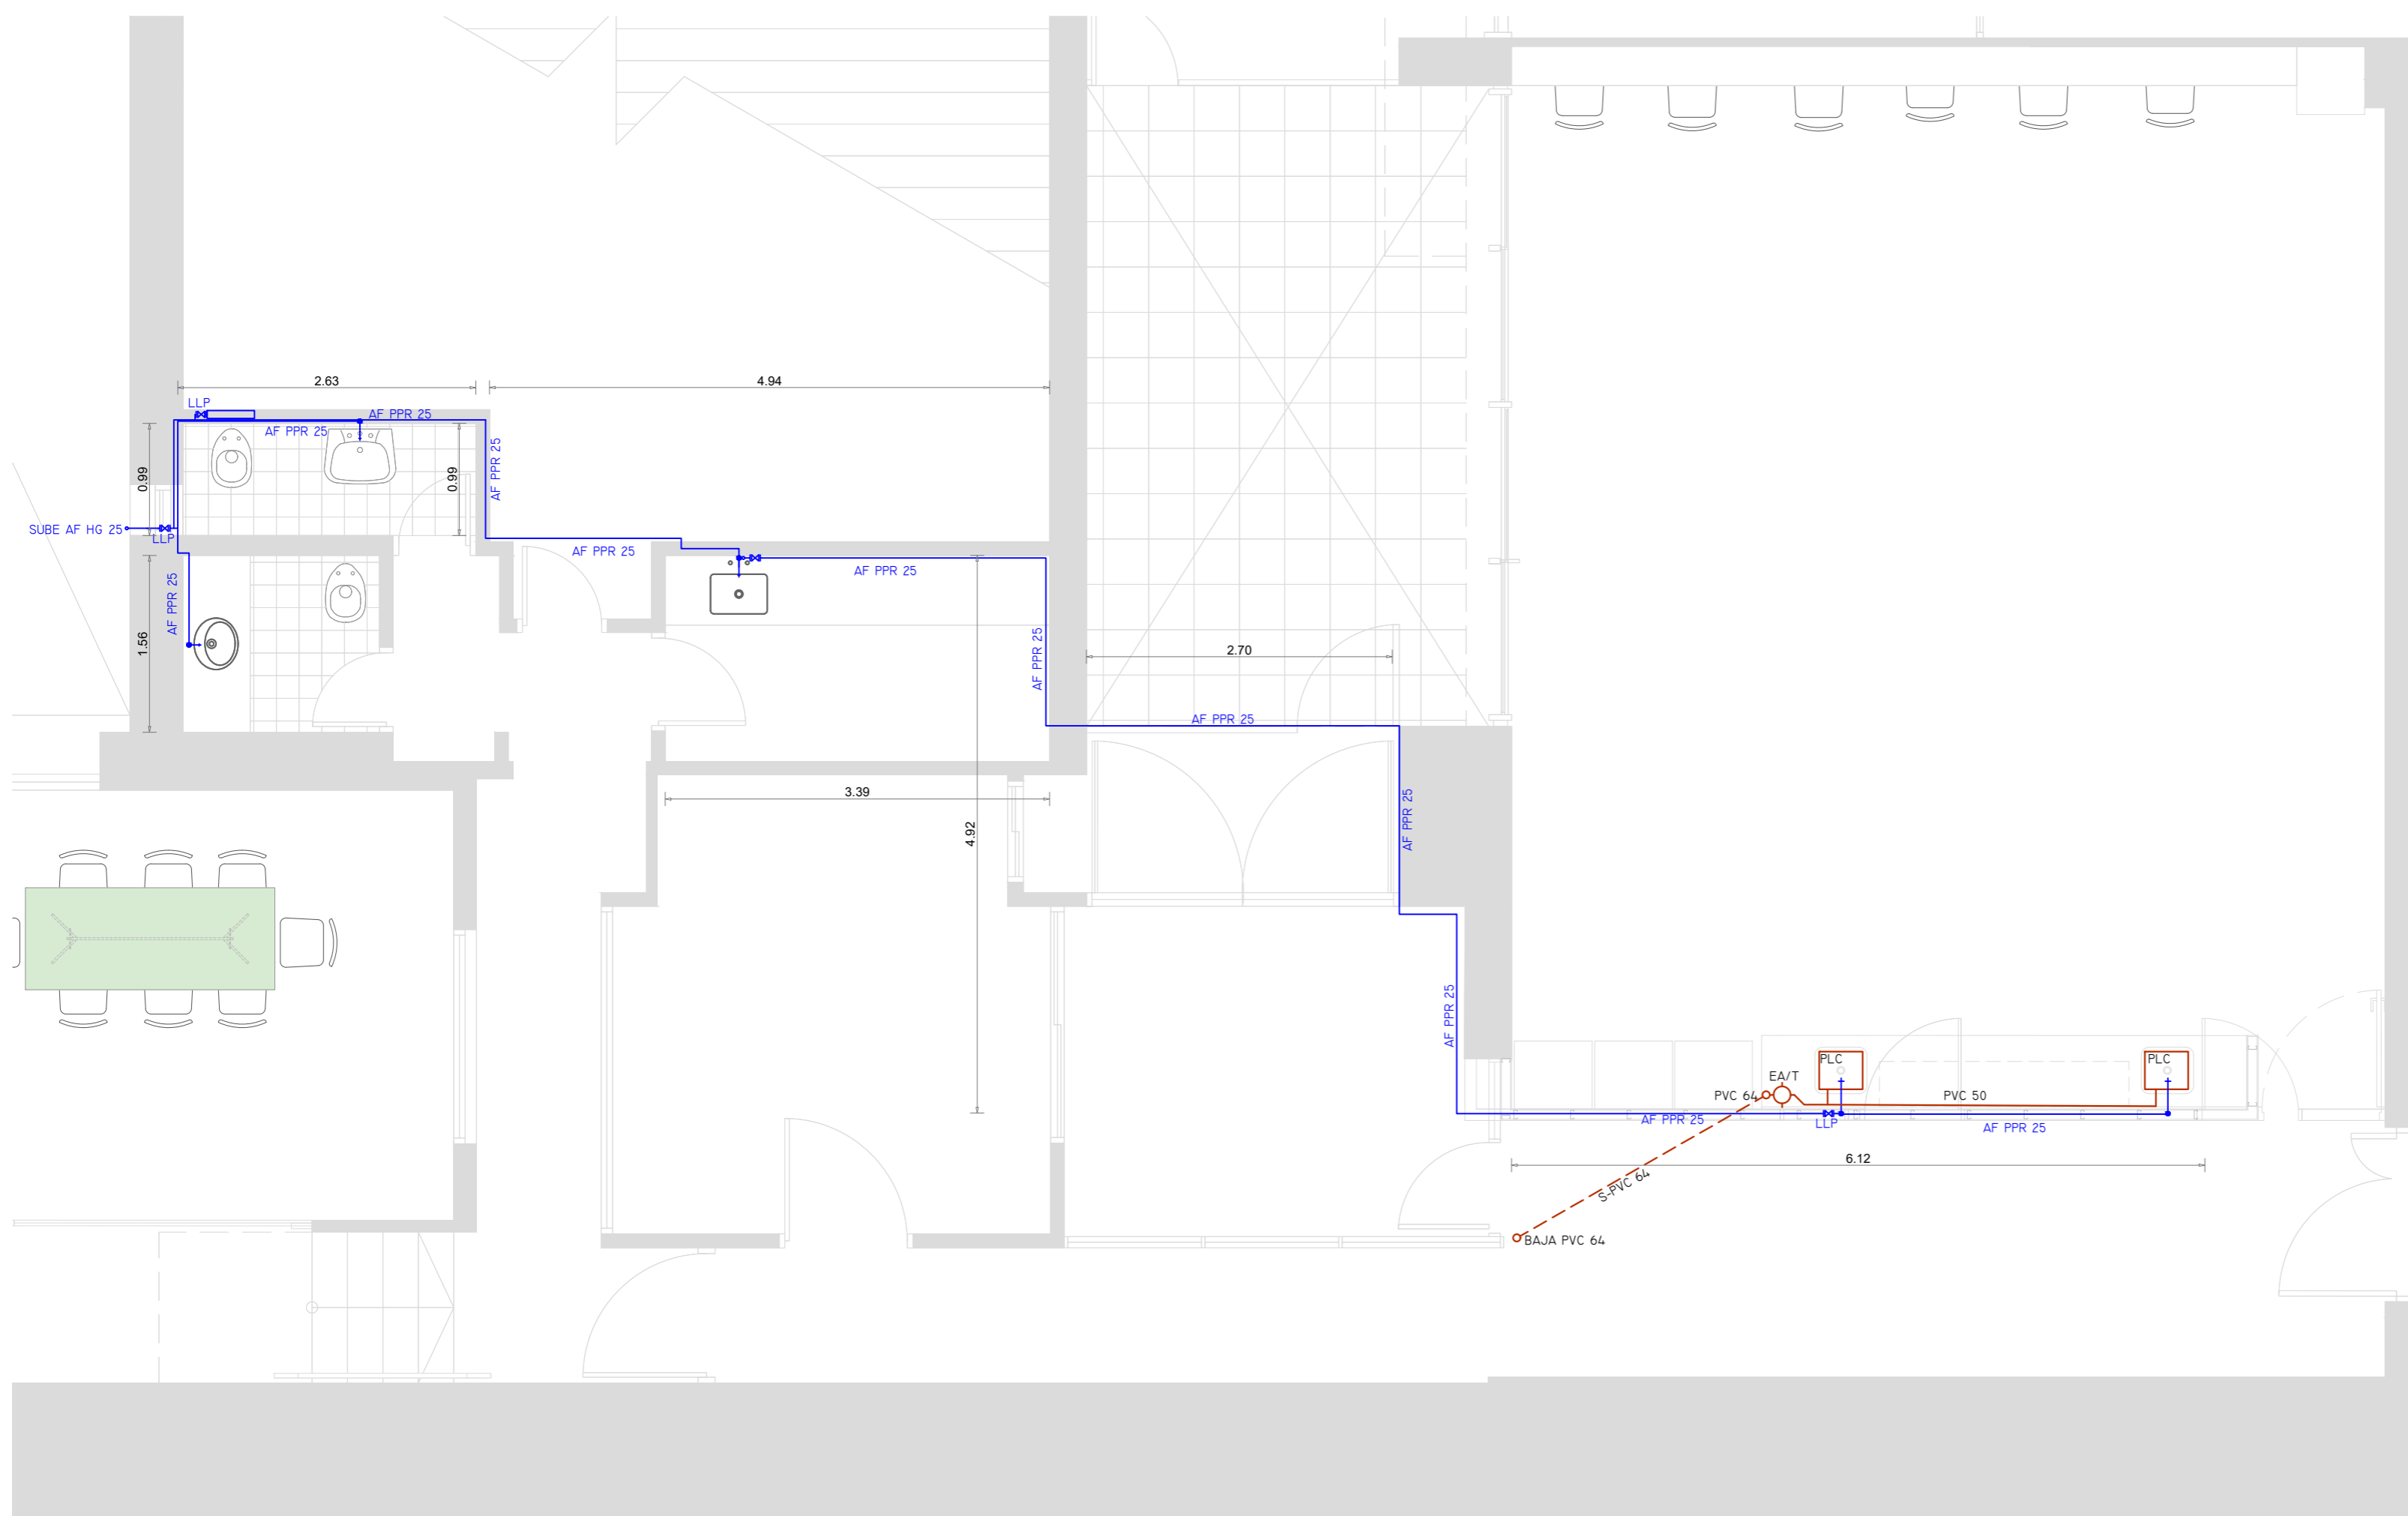 2.63
4.94
LLP
AF PPR 25
AF PPR 25
0.99
0.99
AF PPR 25
SUBE AF HG 25
LLP
AF PPR 25
AF PPR 25
AF PPR 25
1.56
AF PPR 25
2.70
AF PPR 25
3.39
4.92
AF PPR 25
AF PPR 25
PLC
PLC
EA/T
PVC 64
PVC 50
AF PPR 25
LLP
AF PPR 25
6.12
S-PVC 64
BAJA PVC 64